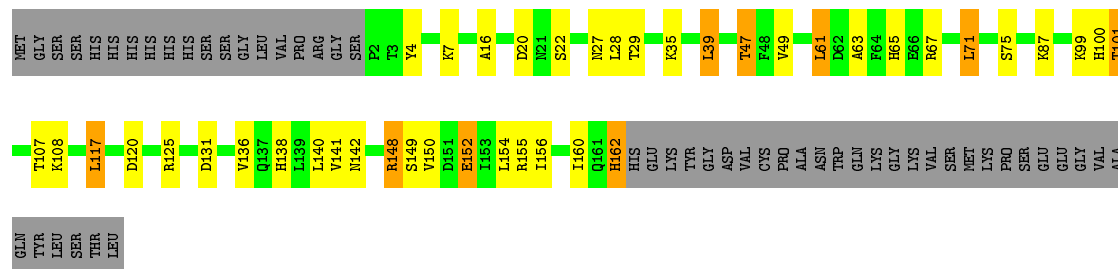 MET GLY SER SER HIS HIS HIS HIS HIS HIS SER SER GLY LEU VAL PRO ARG GLY SER P2 T3 Y4 K7 A16 D20 N21 S22 N27 L28 T29 K35 L39 T47 F48 V49 L61 D62 A63 F64 H65 E66 R67 L71 S75 K87 K99 H100 T101
T107 K108 L117 D120 R125 D131 V136 Q137 H138 L139 L140 V141 N142 R148 S149 V150 D151 E152 I153 L154 R155 I156 I160 Q161 H162 HIS GLU LYS TYR GLY ASP VAL CYS PRO ALA ASN TRP GLN LYS GLY LYS VAL SER MET LYS PRO SER GLU GLU GLY VAL ALA
GLN TYR LEU SER THR LEU